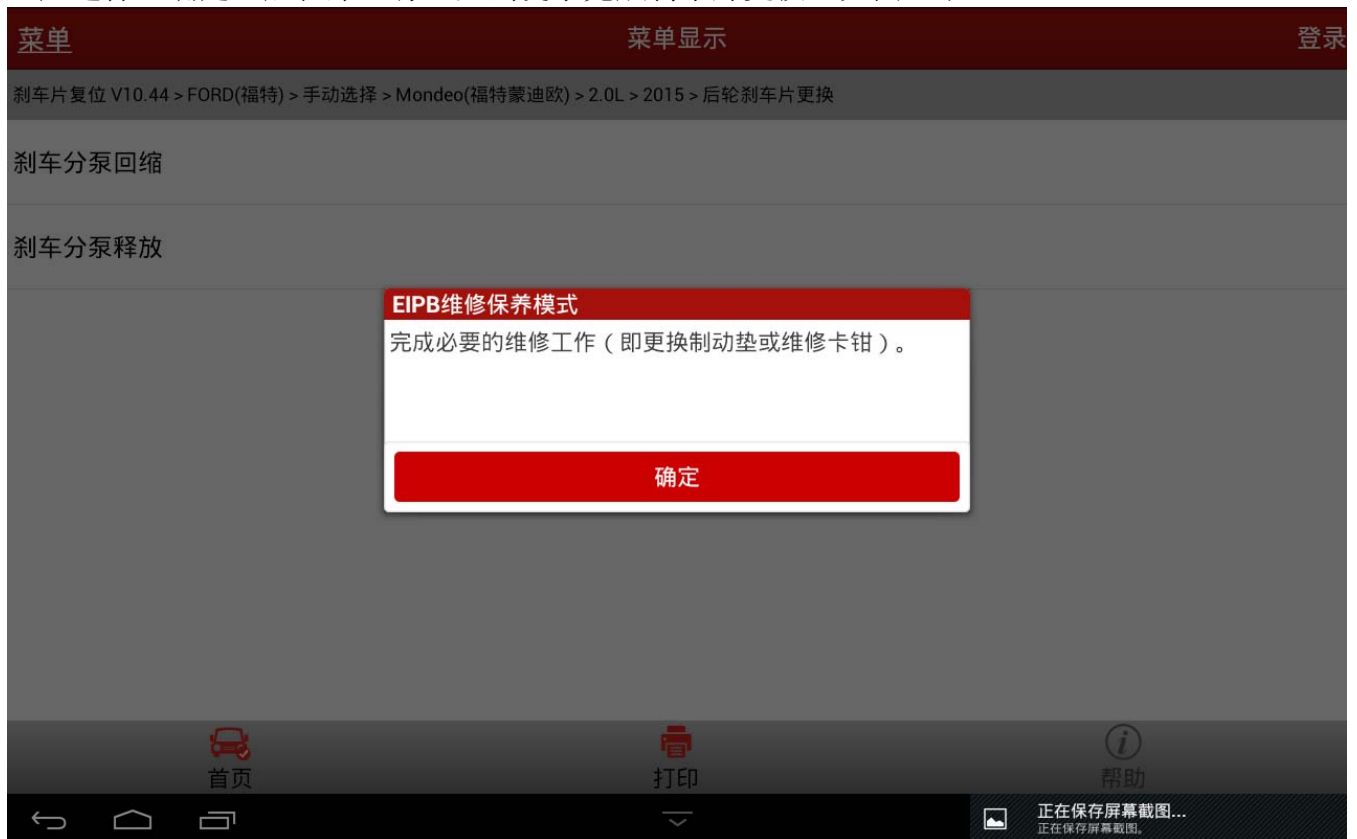 菜单
菜单显示
登录
刹车片复位 V10.44 > FORD(福特) > 手动选择 > Mondeo(福特蒙迪欧) > 2.0L > 2015 > 后轮刹车片更换
刹车分泵回缩
刹车分泵释放
EIPB维修保养模式
完成必要的维修工作（即更换制动垫或维修卡钳）。
确定
首页
打印
帮助
正在保存屏幕截图...
正在保存屏幕截图。